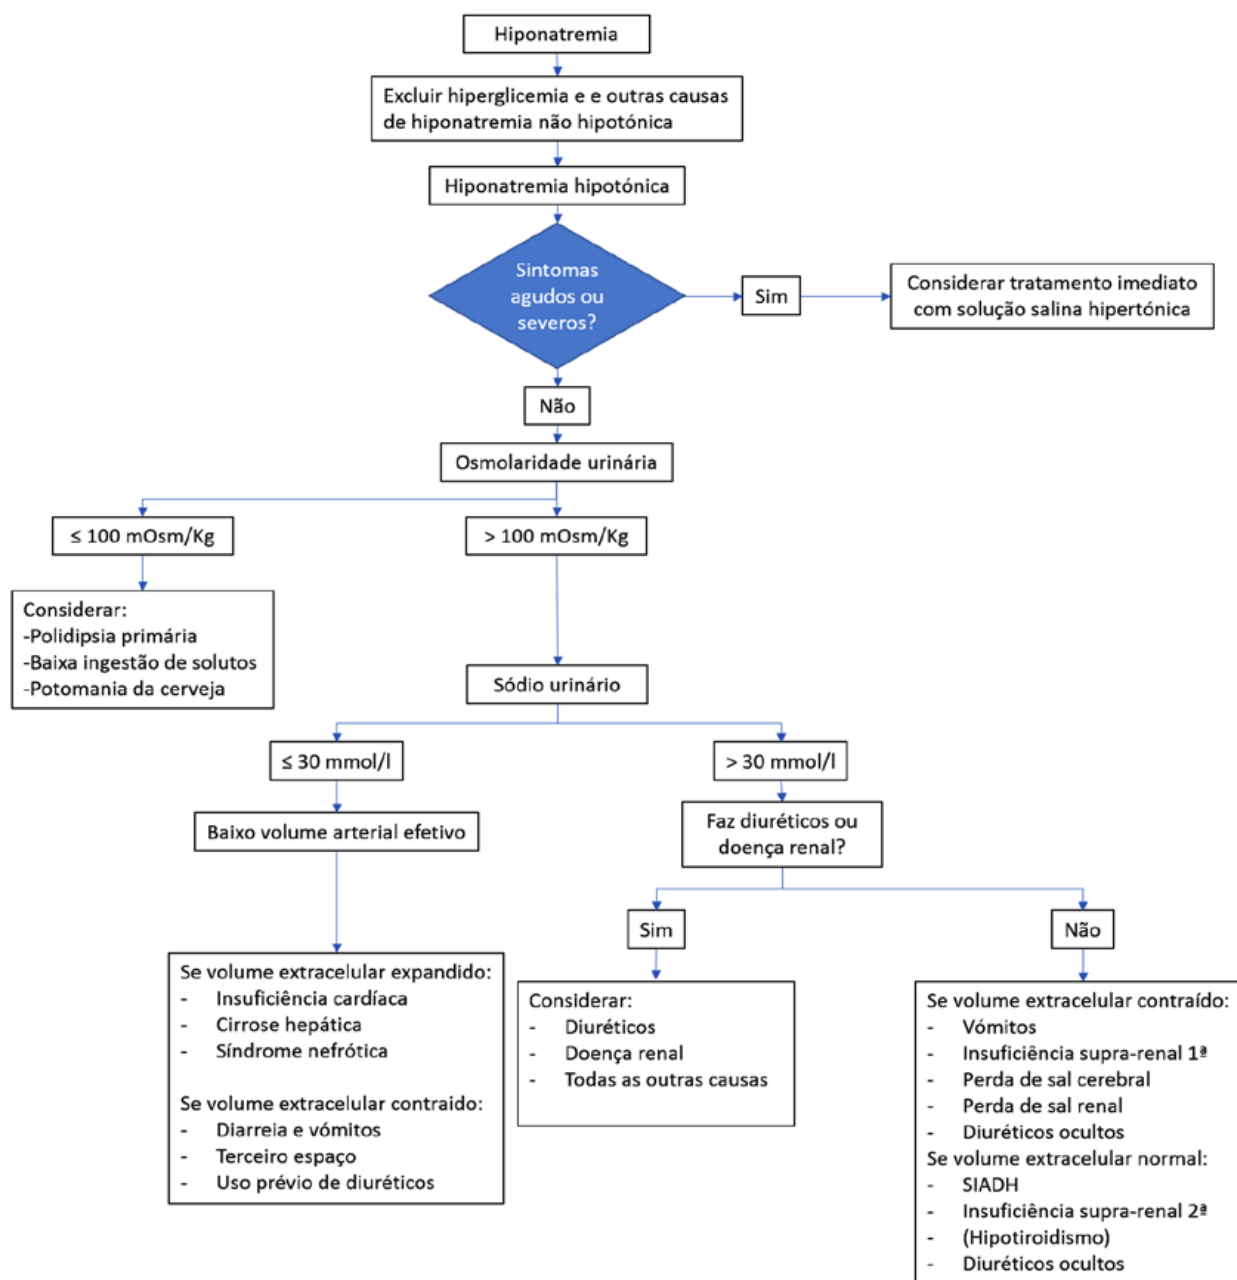 Hiponatremia
Excluir hiperglicemia e e outras causas
de hiponatremia não hipotónica
Hiponatremia hipotónica
Sintomas
agudos ou
severos?
Sim
Considerar tratamento imediato
com solução salina hipertónica
Não
Osmolaridade urinária
≤ 100 mOsm/Kg
> 100 mOsm/Kg
Considerar:
-Polidipsia primária
-Baixa ingestão de solutos
-Potomania da cerveja
Sódio urinário
≤ 30 mmol/l
> 30 mmol/l
Baixo volume arterial efetivo
Faz diuréticos ou
doença renal?
Sim
Não
Se volume extracelular expandido:
- Insuficiência cardíaca
- Cirrose hepática
- Síndrome nefrótica
Se volume extracelular contraido:
- Diarreia e vómitos
- Terceiro espaço
- Uso prévio de diuréticos
Considerar:
- Diuréticos
- Doença renal
- Todas as outras causas
Se volume extracelular contraído:
- Vómitos
- Insuficiência supra-renal 1ª
- Perda de sal cerebral
- Perda de sal renal
- Diuréticos ocultos
Se volume extracelular normal:
- SIADH
- Insuficiência supra-renal 2ª
- (Hipotiroidismo)
- Diuréticos ocultos